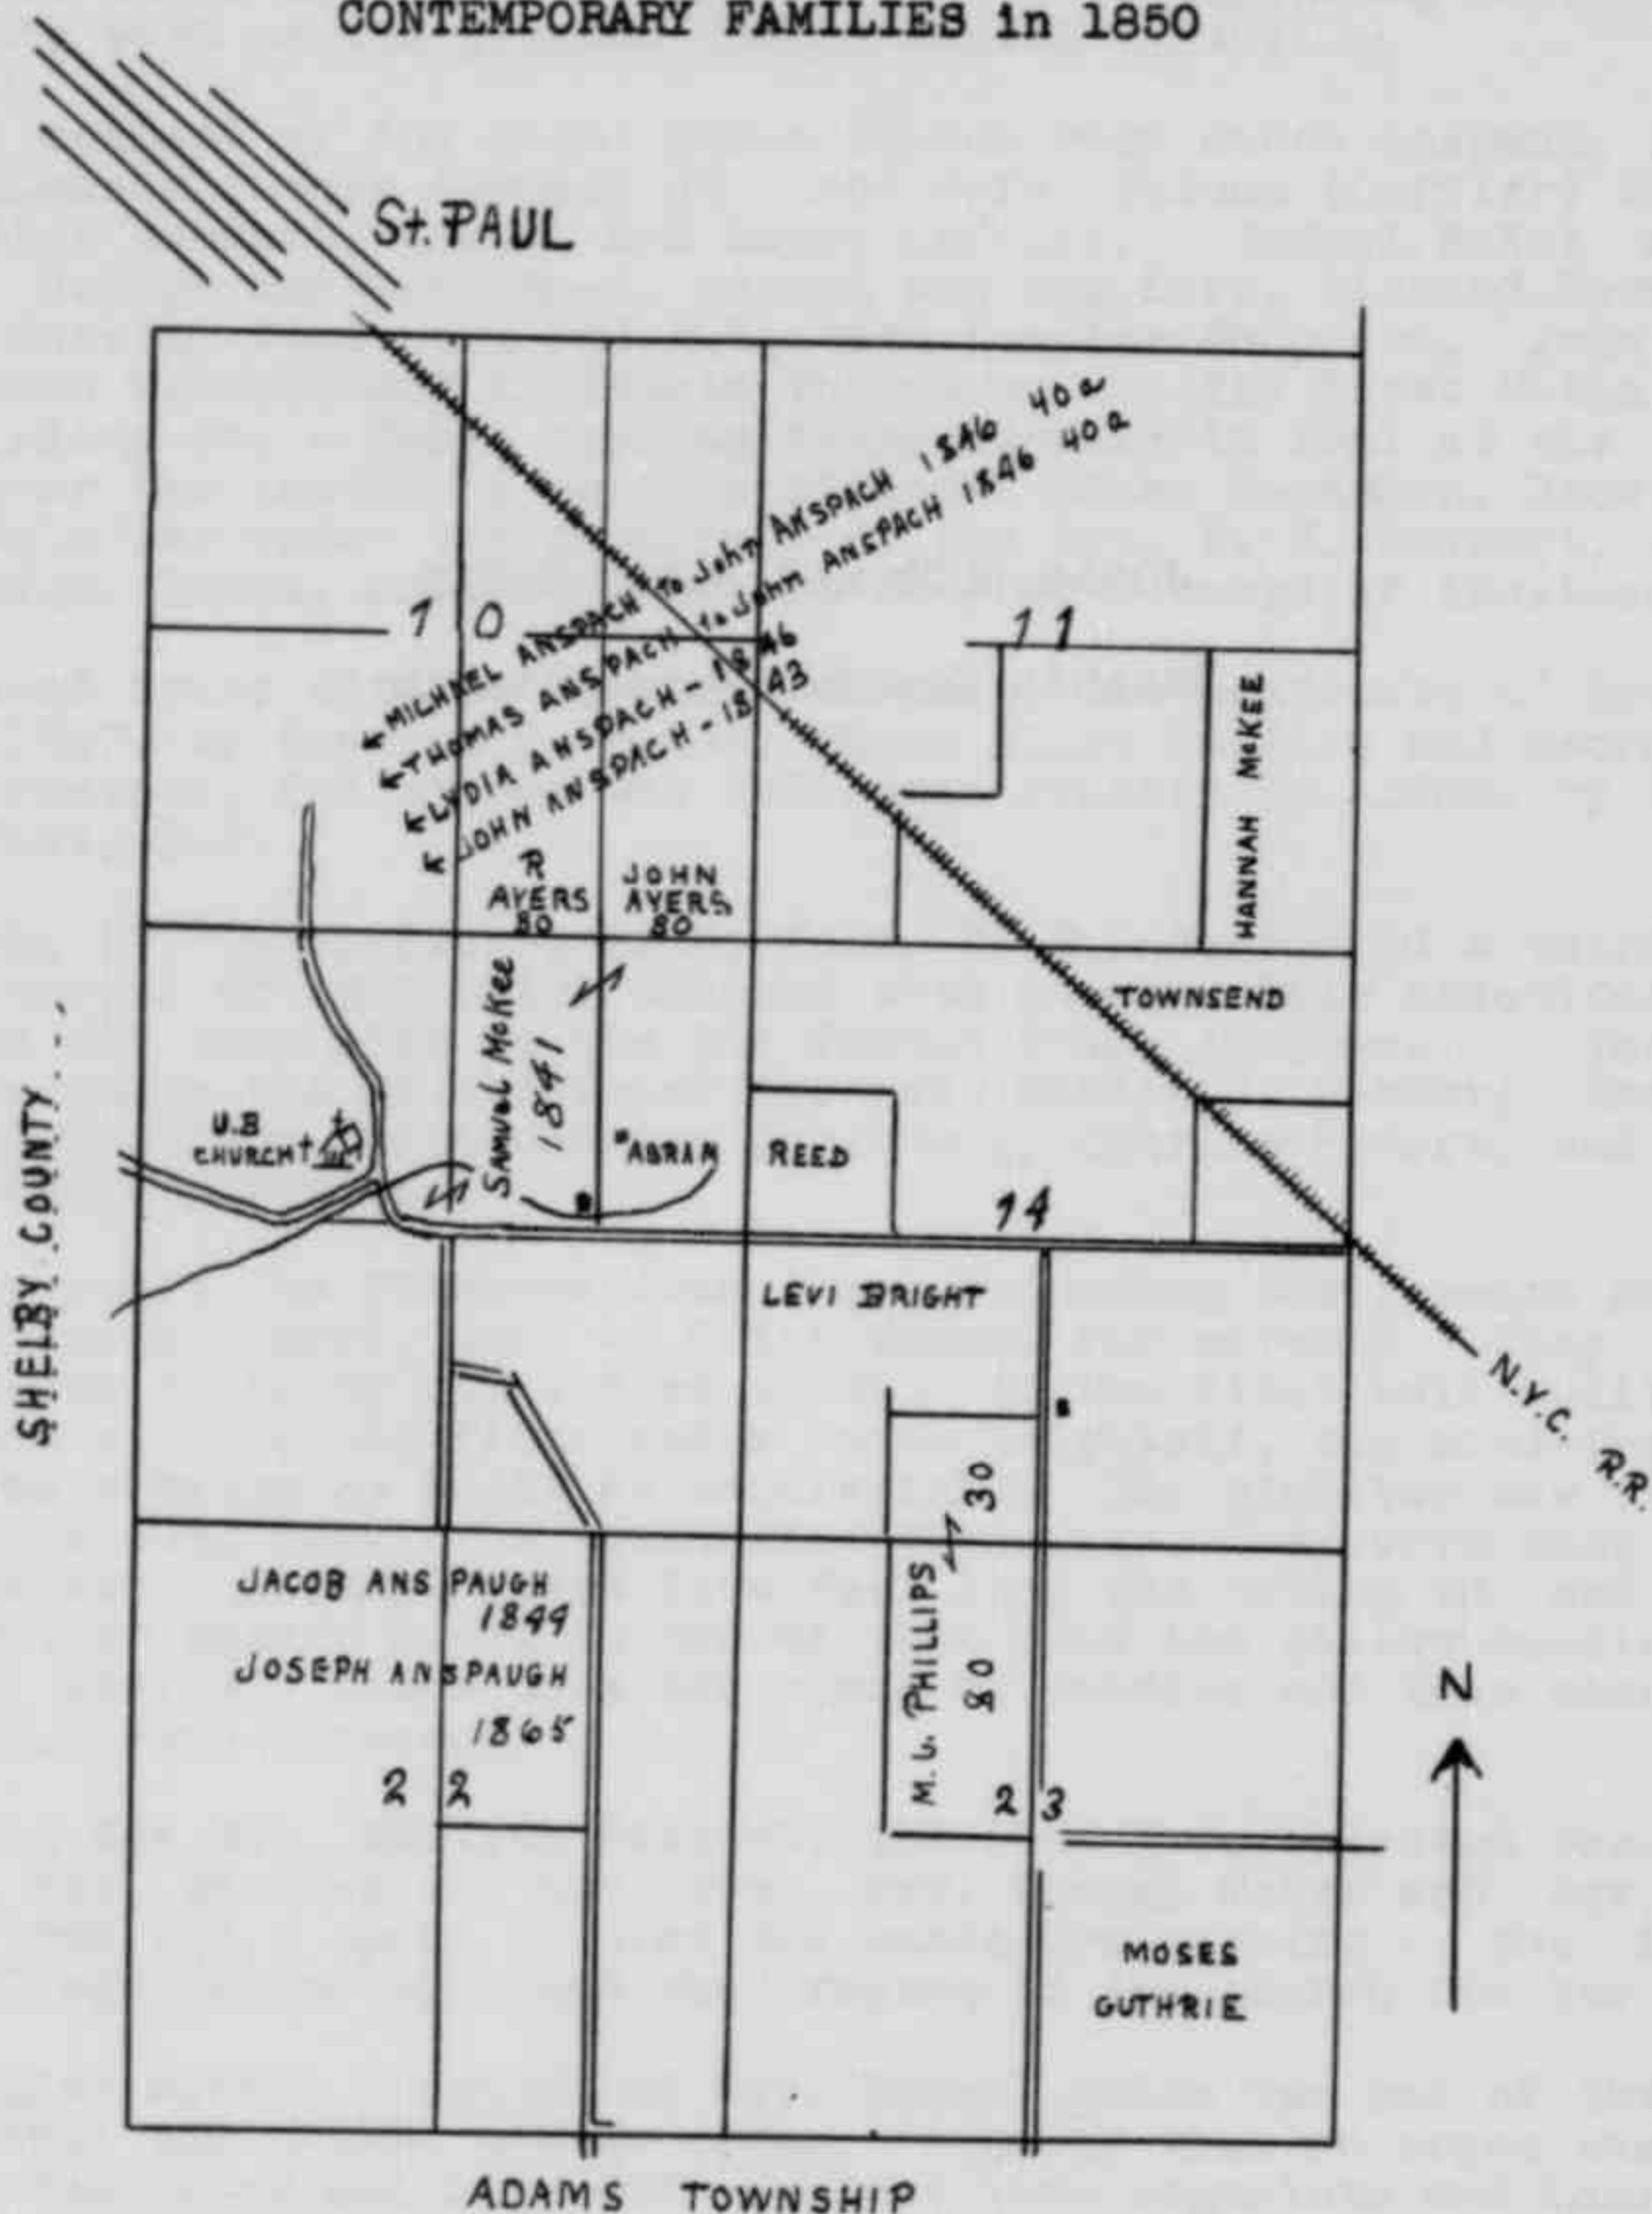 CONTEMPORARY FAMILIES in 1850
St. PAUL
MICHAEL ANSPACH to John ANSPACH 1846 40a
THOMAS ANSPACH to John ANSPACH 1846 40a
LYDIA ANSPACH - 1846
JOHN ANSPACH - 1843
10
11
HANNAH McKEE
R
AYERS
80
JOHN
AYERS
80
TOWNSEND
Samuel McKee
1841
U.B
CHURCH
ABRAM
REED
14
SHELBY COUNTY
LEVI BRIGHT
N.Y.C. R.R.
30
JACOB ANSPAUGH
1844
JOSEPH ANSPAUGH
1865
M. L. PHILLIPS
80
22
23
N
MOSES
GUTHRIE
ADAMS TOWNSHIP